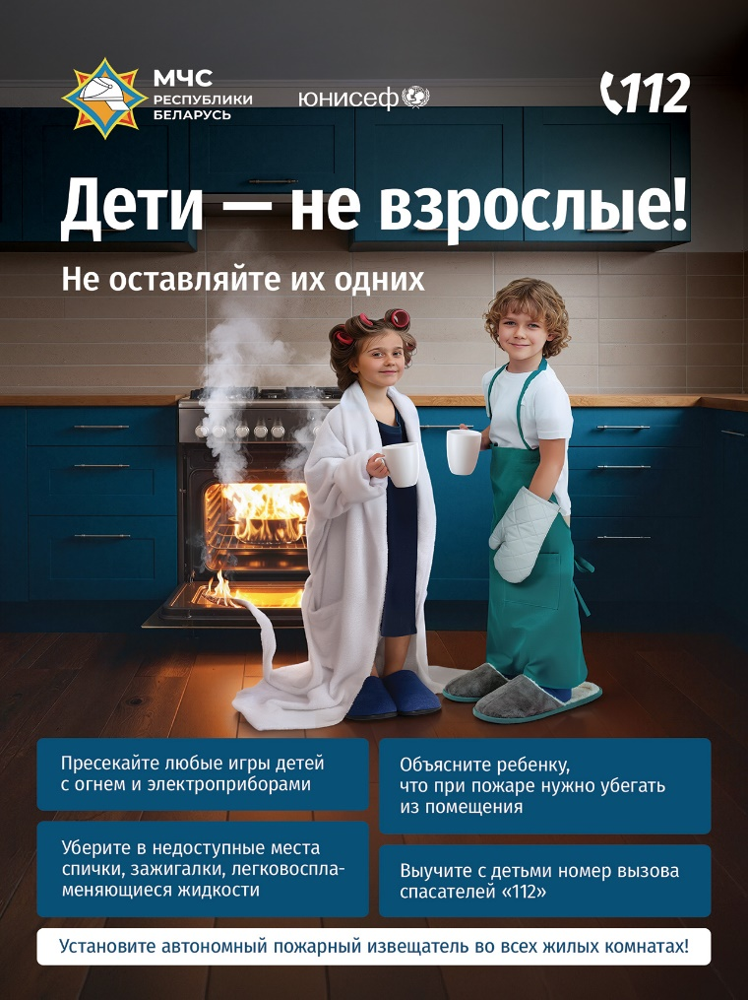 МЧС
РЕСПУБЛИКИ
БЕЛАРУСЬ
юнисеф
112
Дети — не взрослые!
Не оставляйте их одних
Пресекайте любые игры детей
с огнем и электроприборами
Уберите в недоступные места
спички, зажигалки, легковоспла-
меняющиеся жидкости
Объясните ребенку,
что при пожаре нужно убегать
из помещения
Выучите с детьми номер вызова
спасателей «112»
Установите автономный пожарный извещатель во всех жилых комнатах!